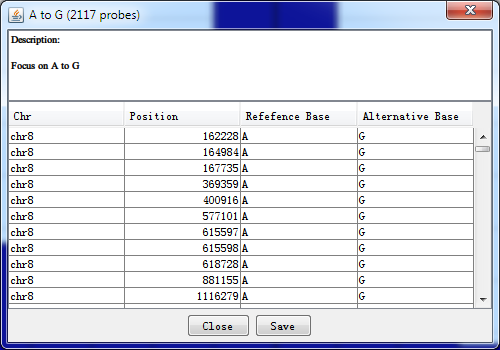 A to G (2117 probes)
Description:
Focus on A to G
Chr Position Refefence Base Alternative Base
chr8 162228 A G
chr8 164984 A G
chr8 167735 A G
chr8 369359 A G
chr8 400916 A G
chr8 577101 A G
chr8 615597 A G
chr8 615598 A G
chr8 618728 A G
chr8 881155 A G
chr8 1116279 A G
Close Save